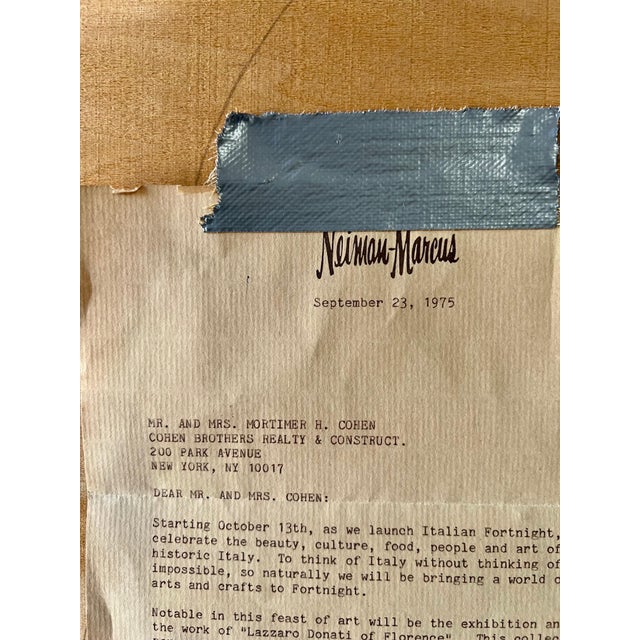 Neiman-Marcus
September 23, 1975
MR. AND MRS. MORTIMER H. COHEN
COHEN BROTHERS REALTY & CONSTRUCT.
200 PARK AVENUE
NEW YORK, NY 10017
DEAR MR. AND MRS. COHEN:
Starting October 13th, as we launch Italian Fortnight,
celebrate the beauty, culture, food, people and art of
historic Italy. To think of Italy without thinking of
impossible, so naturally we will be bringing a world o
arts and crafts to Fortnight.
Notable in this feast of art will be the exhibition an
the work of "Lazzaro Donati of Florence". This collec